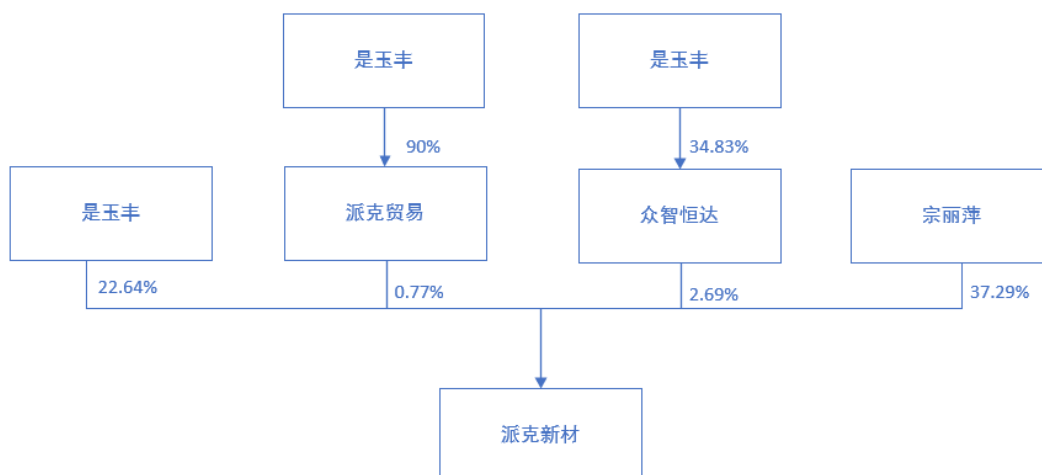 是玉丰
是玉丰
90%
34.83%
是玉丰
派克贸易
众智恒达
宗丽萍
22.64%
0.77%
2.69%
37.29%
派克新材